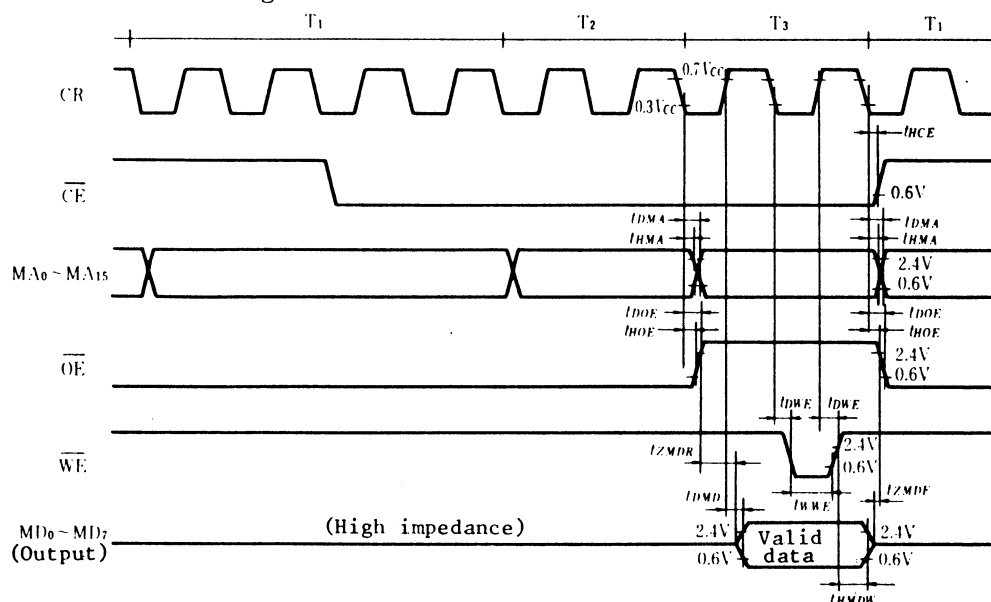 T1 T2 T3 T1
CR 0.7Vcc
0.3Vcc
tHCE
CE 0.6V
tDMA tDMA
tHMA tHMA
MA0~MA15 2.4V
0.6V
tDOE tDOE
tHOE tHOE
OE 2.4V
0.6V
tDWE tDWE
WE 2.4V
0.6V
tZMDR tZMDF
tDMD tWWE
MD0~MD7 (High impedance) 2.4V Valid 2.4V
(Output) 0.6V data 0.6V
tHMDW